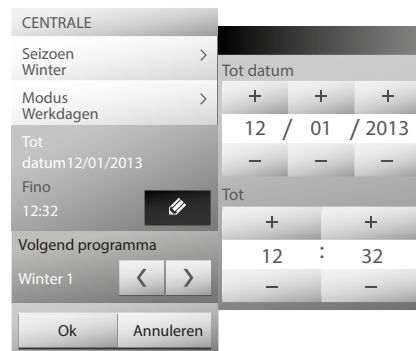 CENTRALE
Seizoen
Winter
Modus
Werkdagen
Tot
datum12/01/2013
Fino
12:32
Volgend programma
Winter 1
Ok Annuleren
Tot datum
+ + +
12 / 01 / 2013
− − −
Tot
+ +
12 : 32
− −